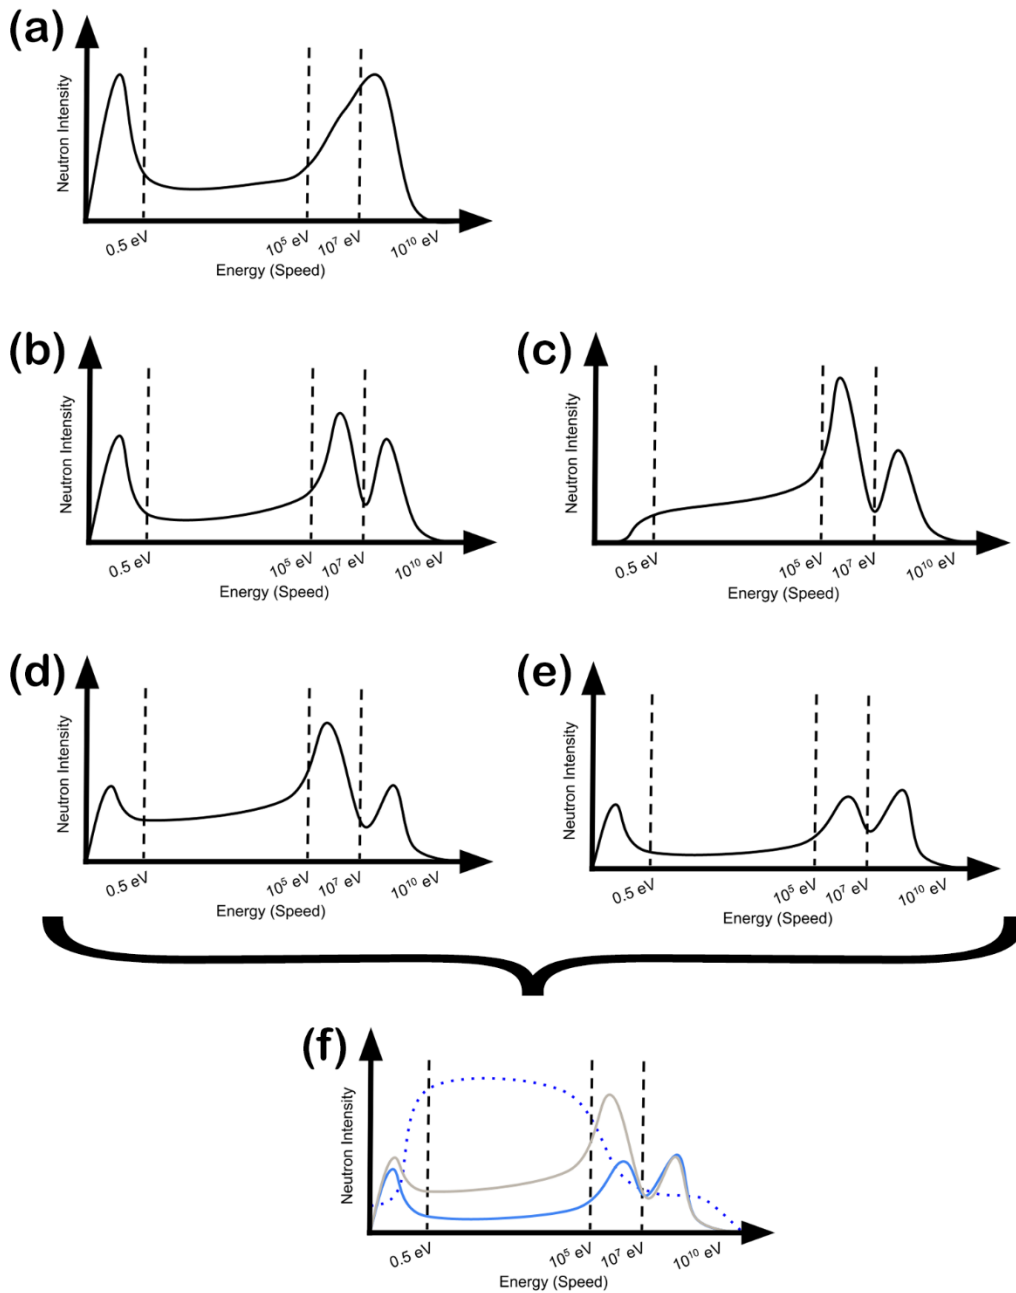 (a)
Neutron Intensity
0.5 eV
10⁵ eV
10⁷ eV
10¹⁰ eV
Energy (Speed)
(b)
Neutron Intensity
0.5 eV
10⁵ eV
10⁷ eV
10¹⁰ eV
Energy (Speed)
(c)
Neutron Intensity
0.5 eV
10⁵ eV
10⁷ eV
10¹⁰ eV
Energy (Speed)
(d)
Neutron Intensity
0.5 eV
10⁵ eV
10⁷ eV
10¹⁰ eV
Energy (Speed)
(e)
Neutron Intensity
0.5 eV
10⁵ eV
10⁷ eV
10¹⁰ eV
Energy (Speed)
(f)
Neutron Intensity
0.5 eV
10⁵ eV
10⁷ eV
10¹⁰ eV
Energy (Speed)